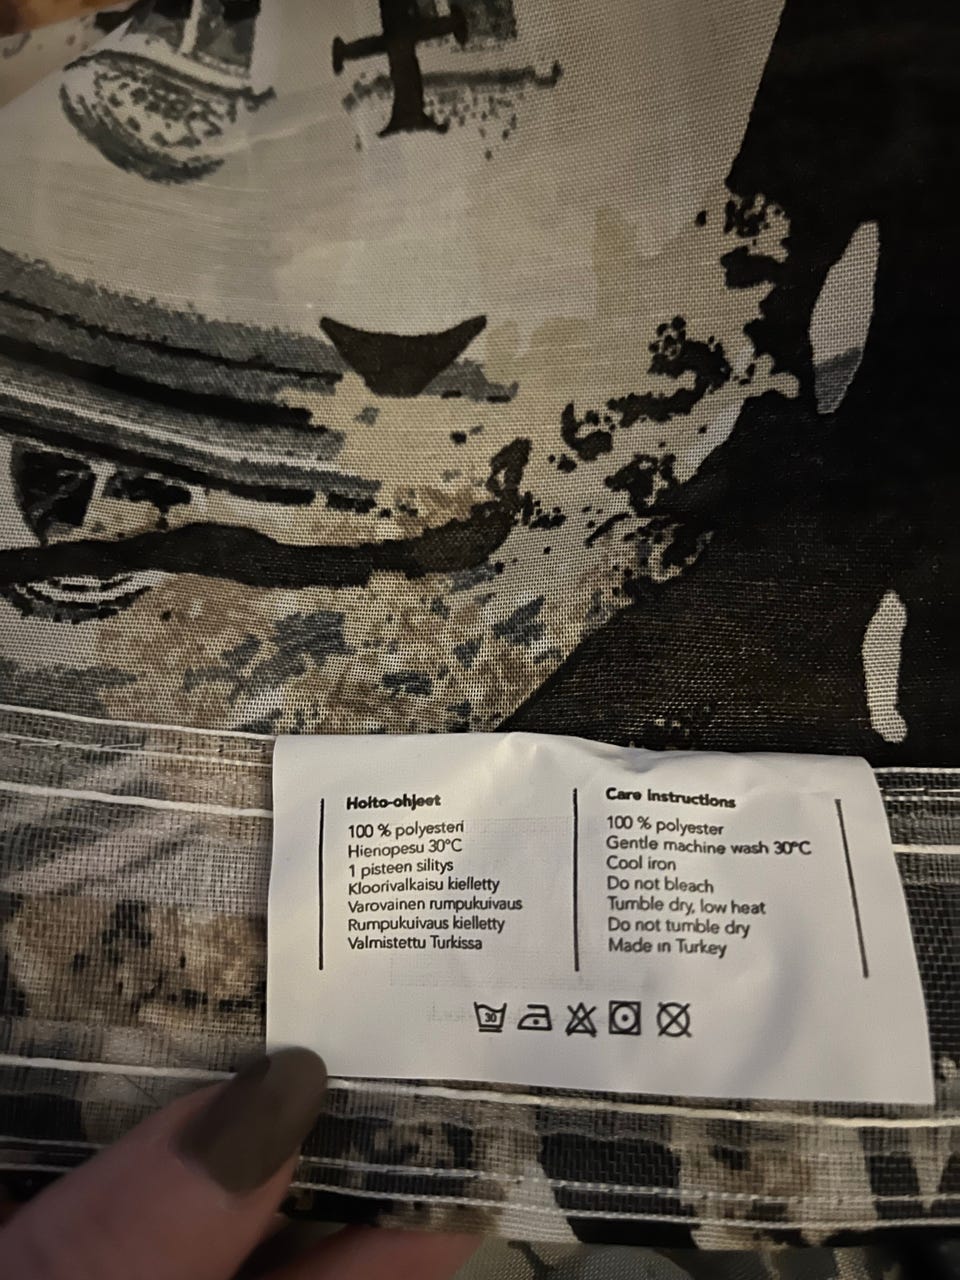 Hoito-ohjeet
100 % polyesteri
Hienopesu 30°C
1 pisteen silitys
Kloorivalkaisu kielletty
Varovainen rumpukuivaus
Rumpukuivaus kielletty
Valmistettu Turkissa
Care instructions
100 % polyester
Gentle machine wash 30°C
Cool iron
Do not bleach
Tumble dry, low heat
Do not tumble dry
Made in Turkey
30